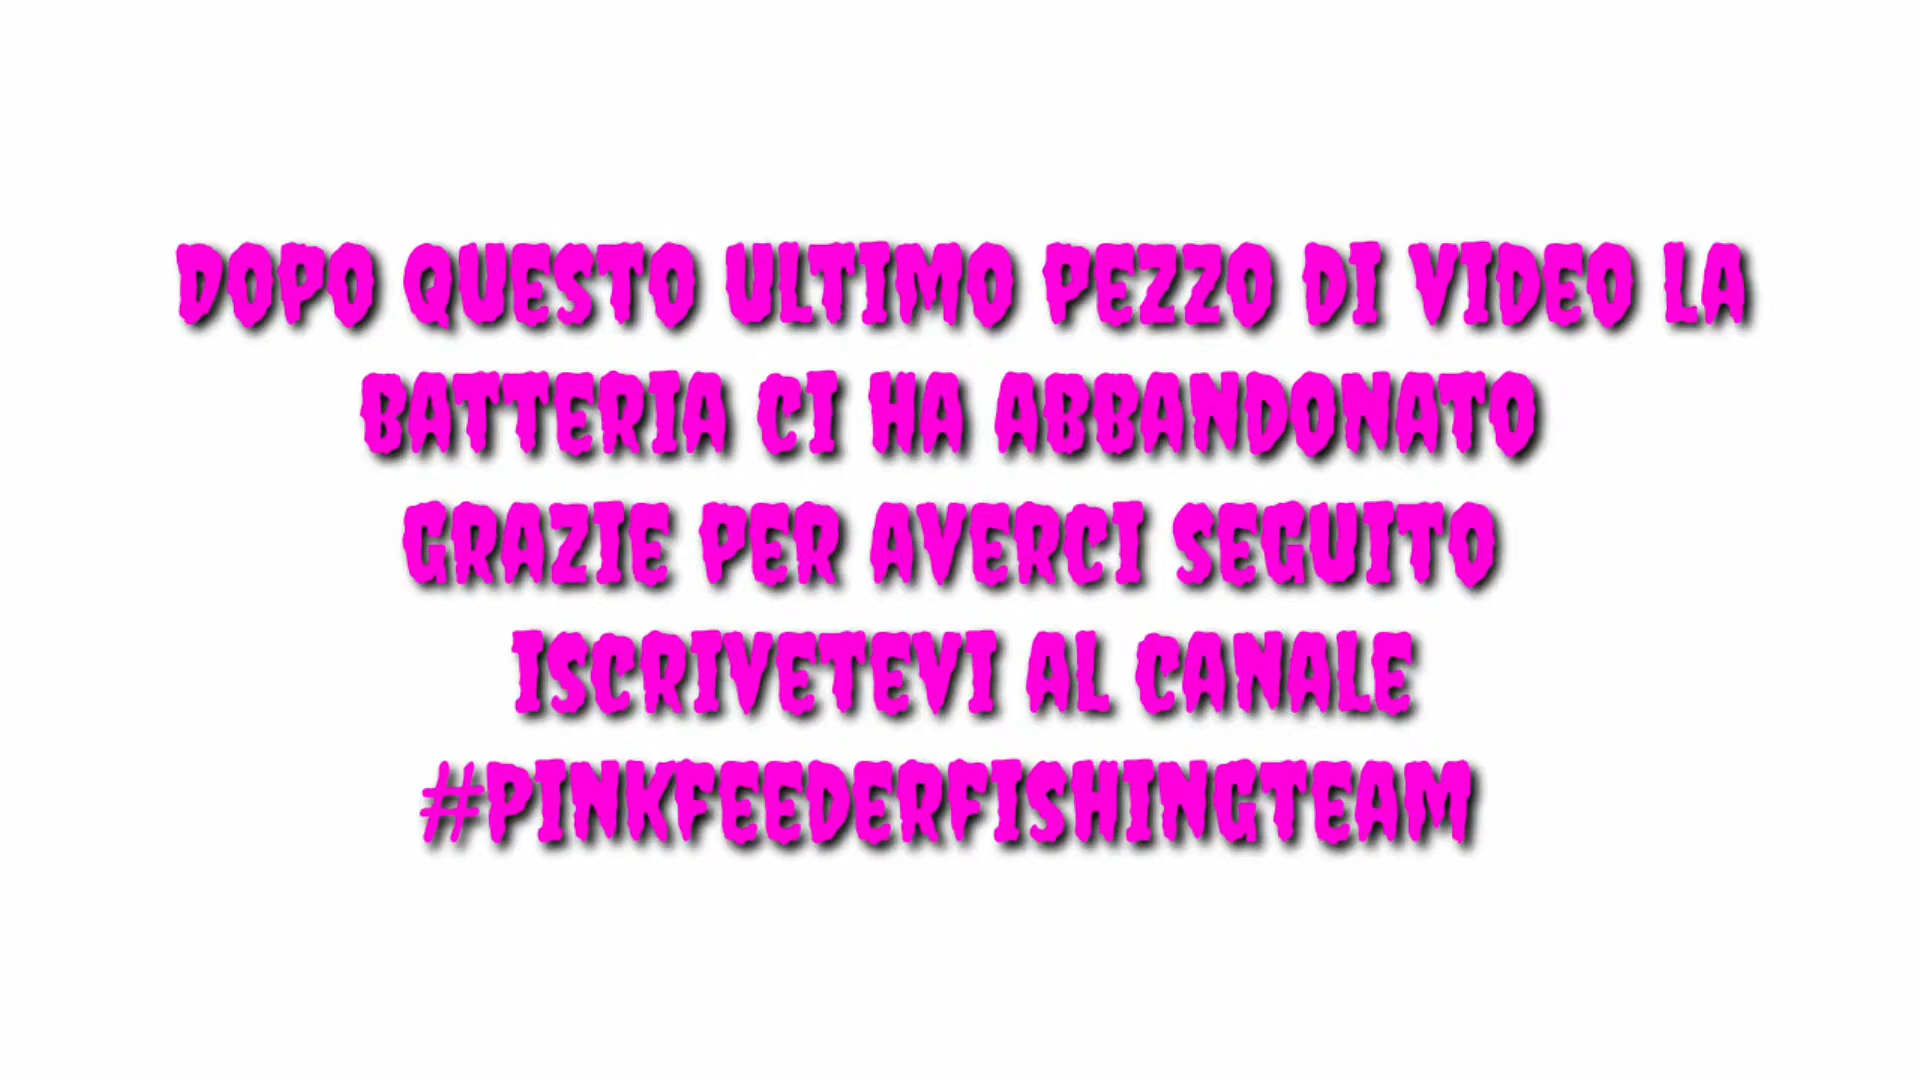 DOPO QUESTO ULTIMO PEZZO DI VIDEO LA
BATTERIA CI HA ABBANDONATO
GRAZIE PER AVERCI SEGUITO
ISCRIVETEVI AL CANALE
#PINKFEEDERFISHINGTEAM